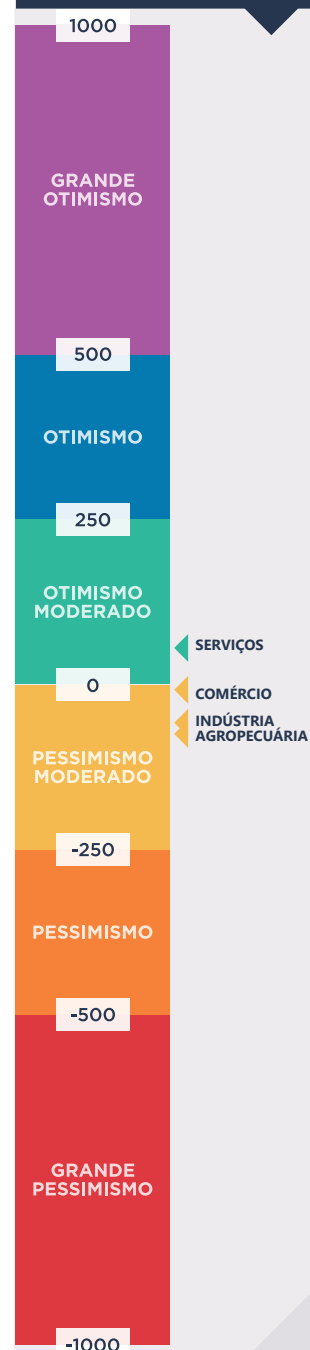 1000
GRANDE
OTIMISMO
500
OTIMISMO
250
OTIMISMO
MODERADO
SERVIÇOS
0
COMÉRCIO
INDÚSTRIA
AGROPECUÁRIA
PESSIMISMO
MODERADO
-250
PESSIMISMO
-500
GRANDE
PESSIMISMO
-1000